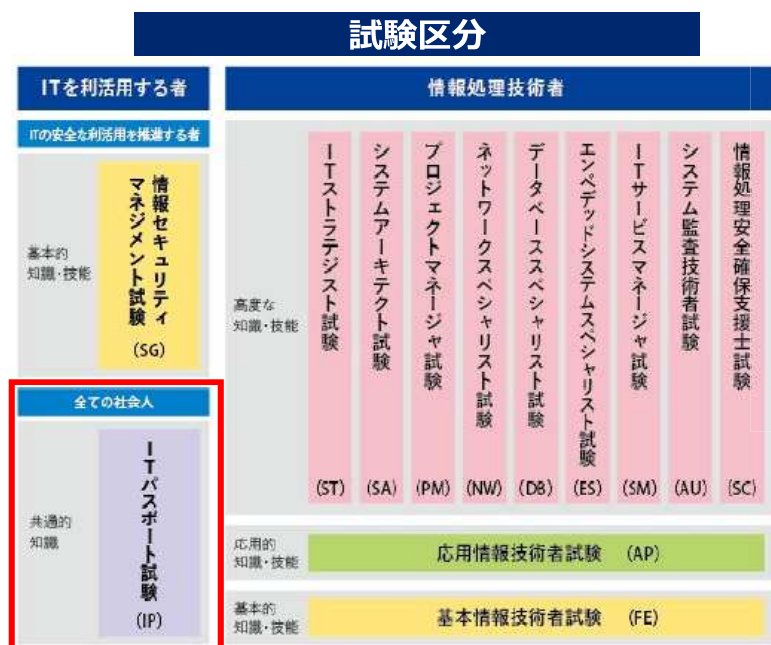 試験区分
ITを利活用する者
ITの安全な利活用を推進する者
基本的
知識・技能
情報セキュリティ
マネジメント試験
(SG)
全ての社会人
共通的
知識
ITパスポート試験
(IP)
情報処理技術者
高度な
知識・技能
ITストラテジスト試験
(ST)
システムアーキテクト試験
(SA)
プロジェクトマネージャ試験
(PM)
ネットワークスペシャリスト試験
(NW)
データベーススペシャリスト試験
(DB)
エンベデッドシステムスペシャリスト試験
(ES)
ITサービスマネージャ試験
(SM)
システム監査技術者試験
(AU)
情報処理安全確保支援士試験
(SC)
応用的
知識・技能
応用情報技術者試験 (AP)
基本的
知識・技能
基本情報技術者試験 (FE)